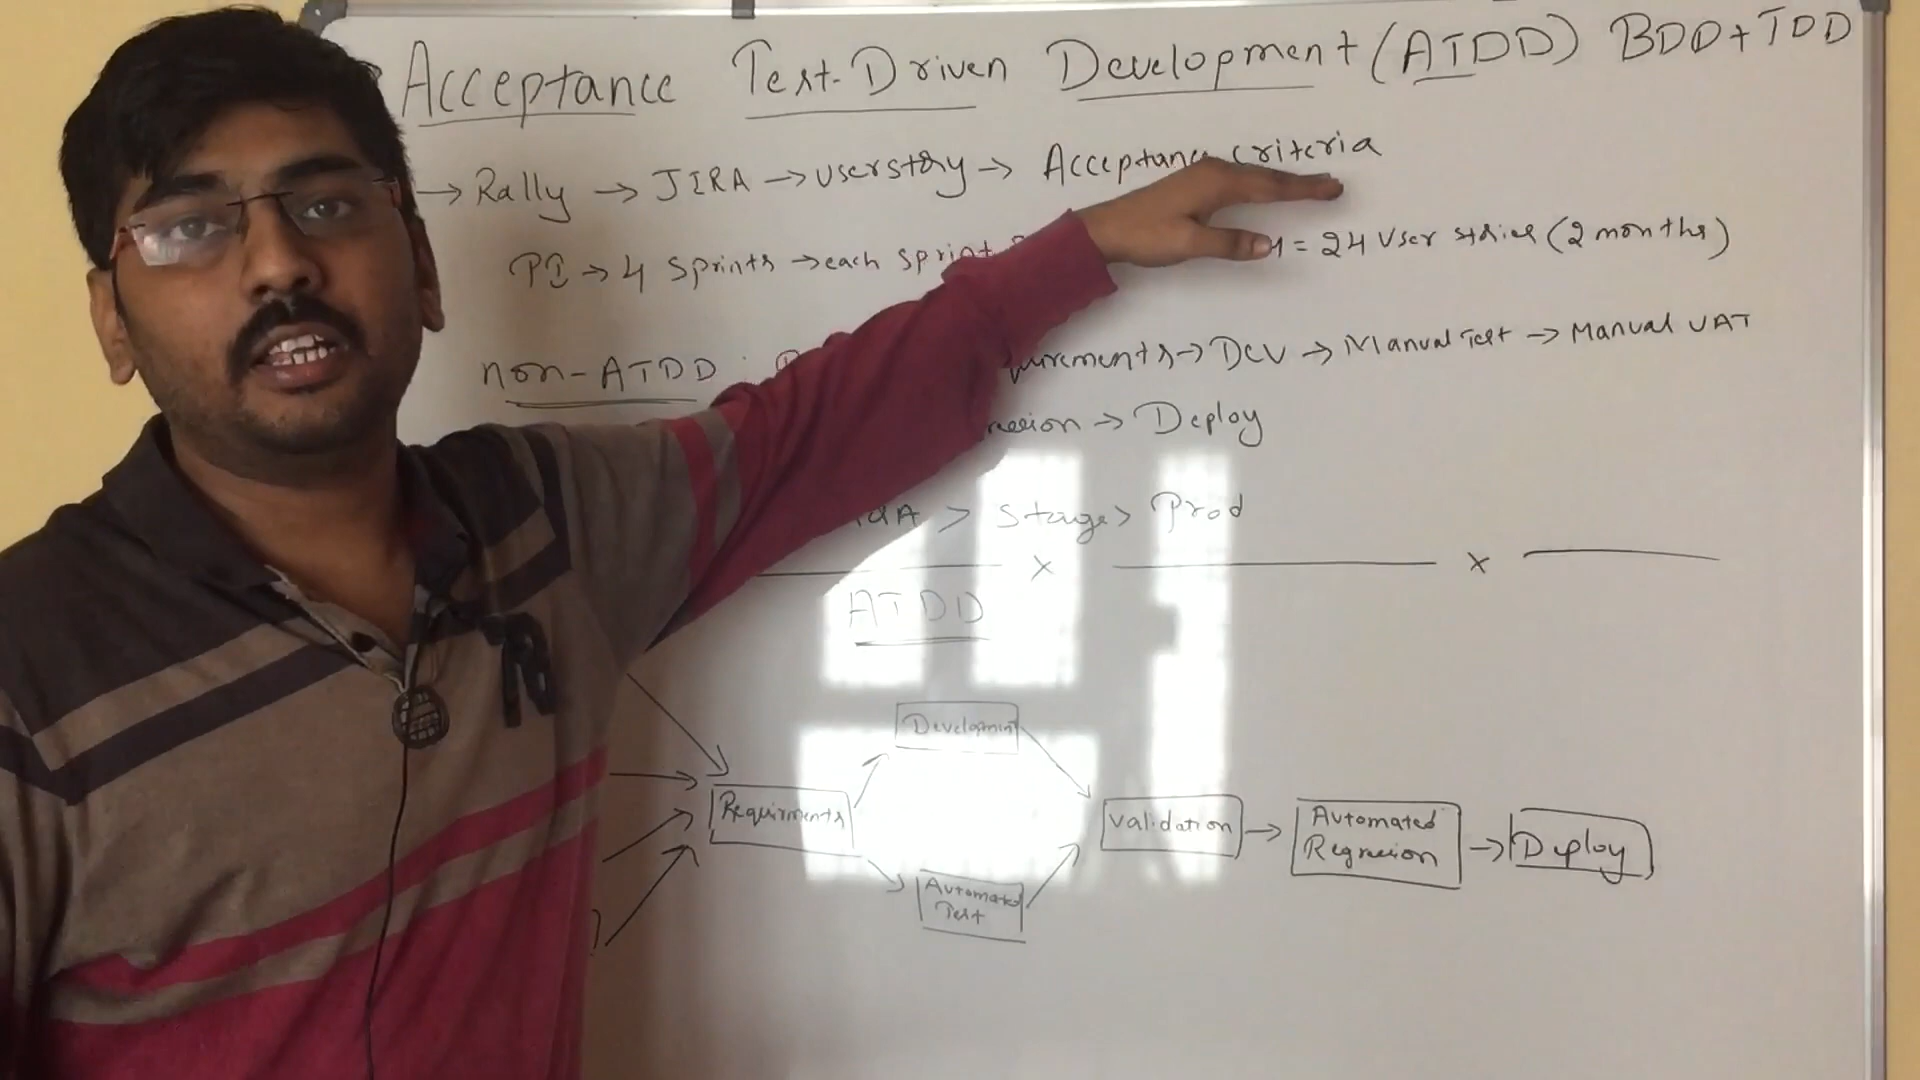 Acceptance Test-Driven Development (ATDD) BDD+TDD
→ Rally → JIRA → userstory → Acceptance criteria
PI → 4 sprints → each sprint = 24 User stories (2 months)
non-ATDD : → DEV → Manual Test → Manual UAT
→ Deploy
> Stage > Prod
x x
ATDD
Developmint
Requirments
Validation →
Automated
Regression →
Deploy
Automated
Test